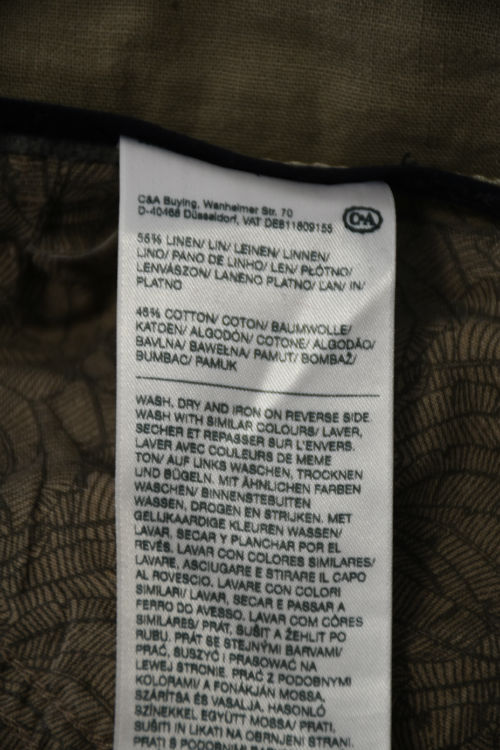 C&A Buying, Wanheimer Str. 70
D-40468 Düsseldorf, VAT DE811809155
C&A
55% LINEN/ LIN/ LEINEN/ LINNEN/
LINO/ PANO DE LINHO/ LEN/ PŁÓTNO/
LENVÁSZON/ LANENO PLATNO/ LAN/ IN/
PLATNO
45% COTTON/ COTON/ BAUMWOLLE/
KATOEN/ ALGODÓN/ COTONE/ ALGODÃO/
BAVLNA/ BAWEŁNA/ PAMUT/ BOMBAŽ/
BUMBAC/ PAMUK
WASH, DRY AND IRON ON REVERSE SIDE.
WASH WITH SIMILAR COLOURS/ LAVER,
SECHER ET REPASSER SUR L'ENVERS.
LAVER AVEC COULEURS DE MEME
TON/ AUF LINKS WASCHEN, TROCKNEN
UND BÜGELN. MIT ÄHNLICHEN FARBEN
WASCHEN/ BINNENSTEBUITEN
WASSEN, DROGEN EN STRIJKEN. MET
GELIJKAARDIGE KLEUREN WASSEN/
LAVAR, SECAR Y PLANCHAR POR EL
REVÉS. LAVAR CON COLORES SIMILARES/
LAVARE, ASCIUGARE E STIRARE IL CAPO
AL ROVESCIO. LAVARE CON COLORI
SIMILARI/ LAVAR, SECAR E PASSAR A
FERRO DO AVESSO. LAVAR COM CÔRES
SIMILARES/ PRÁT, SUŠIT A ŽEHLIT PO
RUBU. PRÁT SE STEJNÝMI BARVAMI/
PRAĆ, SUSZYĆ I PRASOWAĆ NA
LEWEJ STRONIE. PRAĆ Z PODOBNYMI
KOLORAMI/ A FONÁKJÁN MOSSA,
SZÁRÍTSA ÉS VASALJA. HASONLÓ
SZÍNEKKEL EGYÜTT MOSSA/ PRATI,
SUŠITI IN LIKATI NA OBRNJENI STRANI.
PRATI S PODOBNIMI